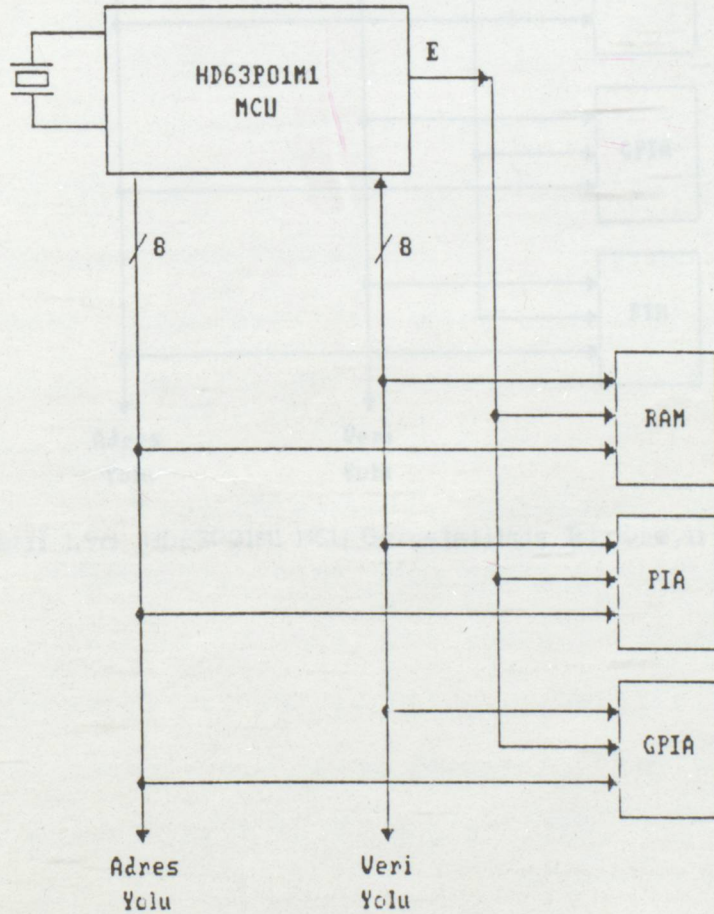 HD63P01M1
MCU
E
8
8
RAM
PIA
GPIA
Adres
Yolu
Veri
Yolu